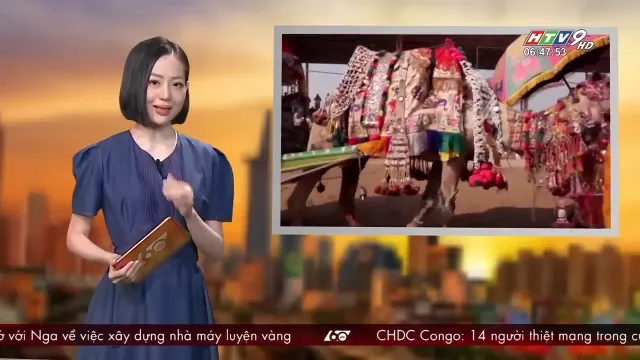 HTV9 HD
06:47:53
ớ với Nga về việc xây dựng nhà máy luyện vàng
60
CHDC Congo: 14 người thiệt mạng trong c